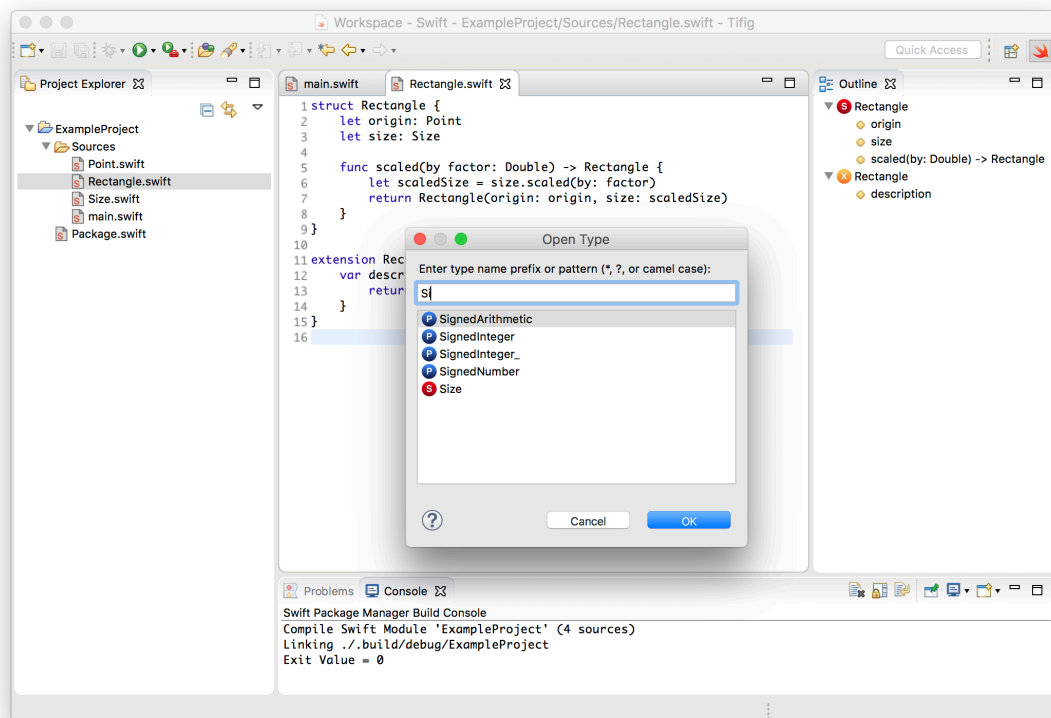 Workspace - Swift - ExampleProject/Sources/Rectangle.swift - Tifig
Quick Access
Project Explorer
ExampleProject
Sources
Point.swift
Rectangle.swift
Size.swift
main.swift
Package.swift
main.swift
Rectangle.swift
1 struct Rectangle {
2 let origin: Point
3 let size: Size
4
5 func scaled(by factor: Double) -> Rectangle {
6 let scaledSize = size.scaled(by: factor)
7 return Rectangle(origin: origin, size: scaledSize)
8 }
9 }
10
11 extension Rec
12 var descr
13 retur
14 }
15 }
16
Open Type
Enter type name prefix or pattern (*, ?, or camel case):
Si
P SignedArithmetic
P SignedInteger
P SignedInteger_
P SignedNumber
S Size
?
Cancel
OK
Outline
S Rectangle
origin
size
scaled(by: Double) -> Rectangle
X Rectangle
description
Problems
Console
Swift Package Manager Build Console
Compile Swift Module 'ExampleProject' (4 sources)
Linking ./.build/debug/ExampleProject
Exit Value = 0